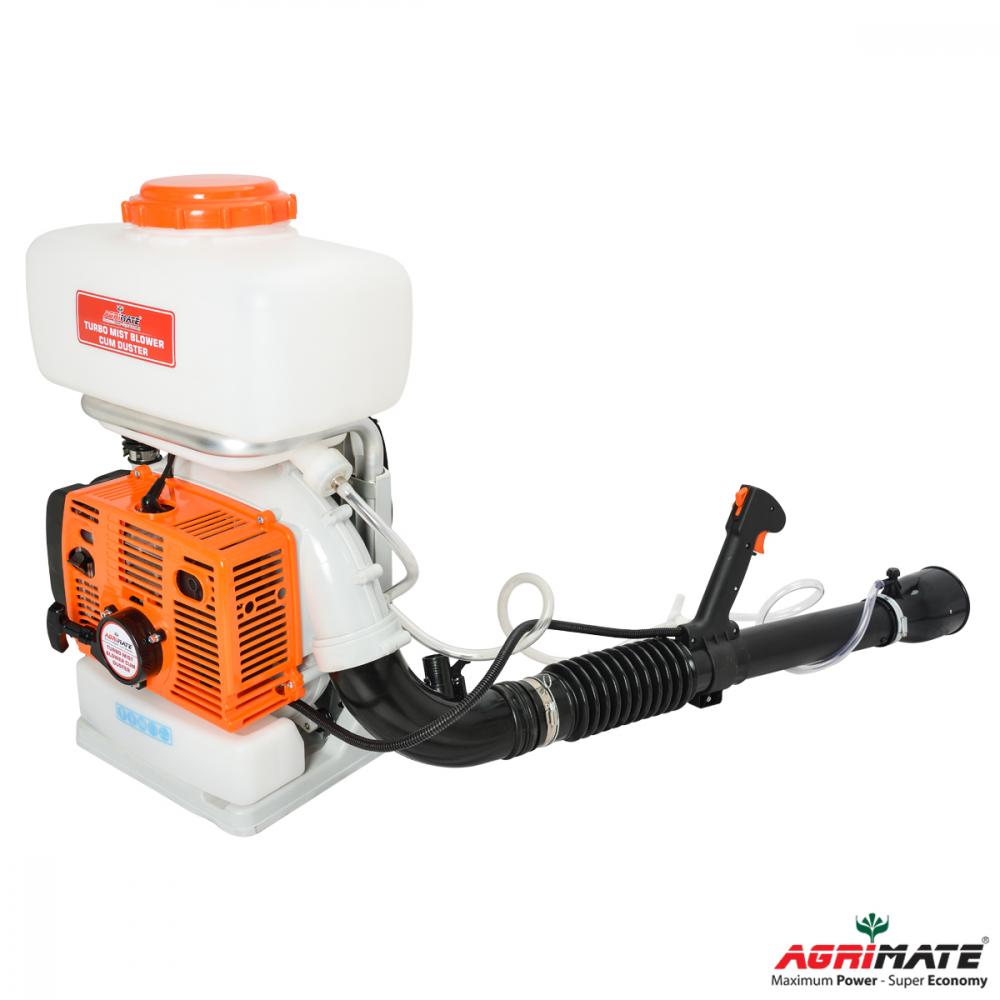 AGRIMATE
TURBO MIST BLOWER
CUM DUSTER
AGRIMATE
TURBO MIST
BLOWER CUM
DUSTER
AGRIMATE®
Maximum Power - Super Economy